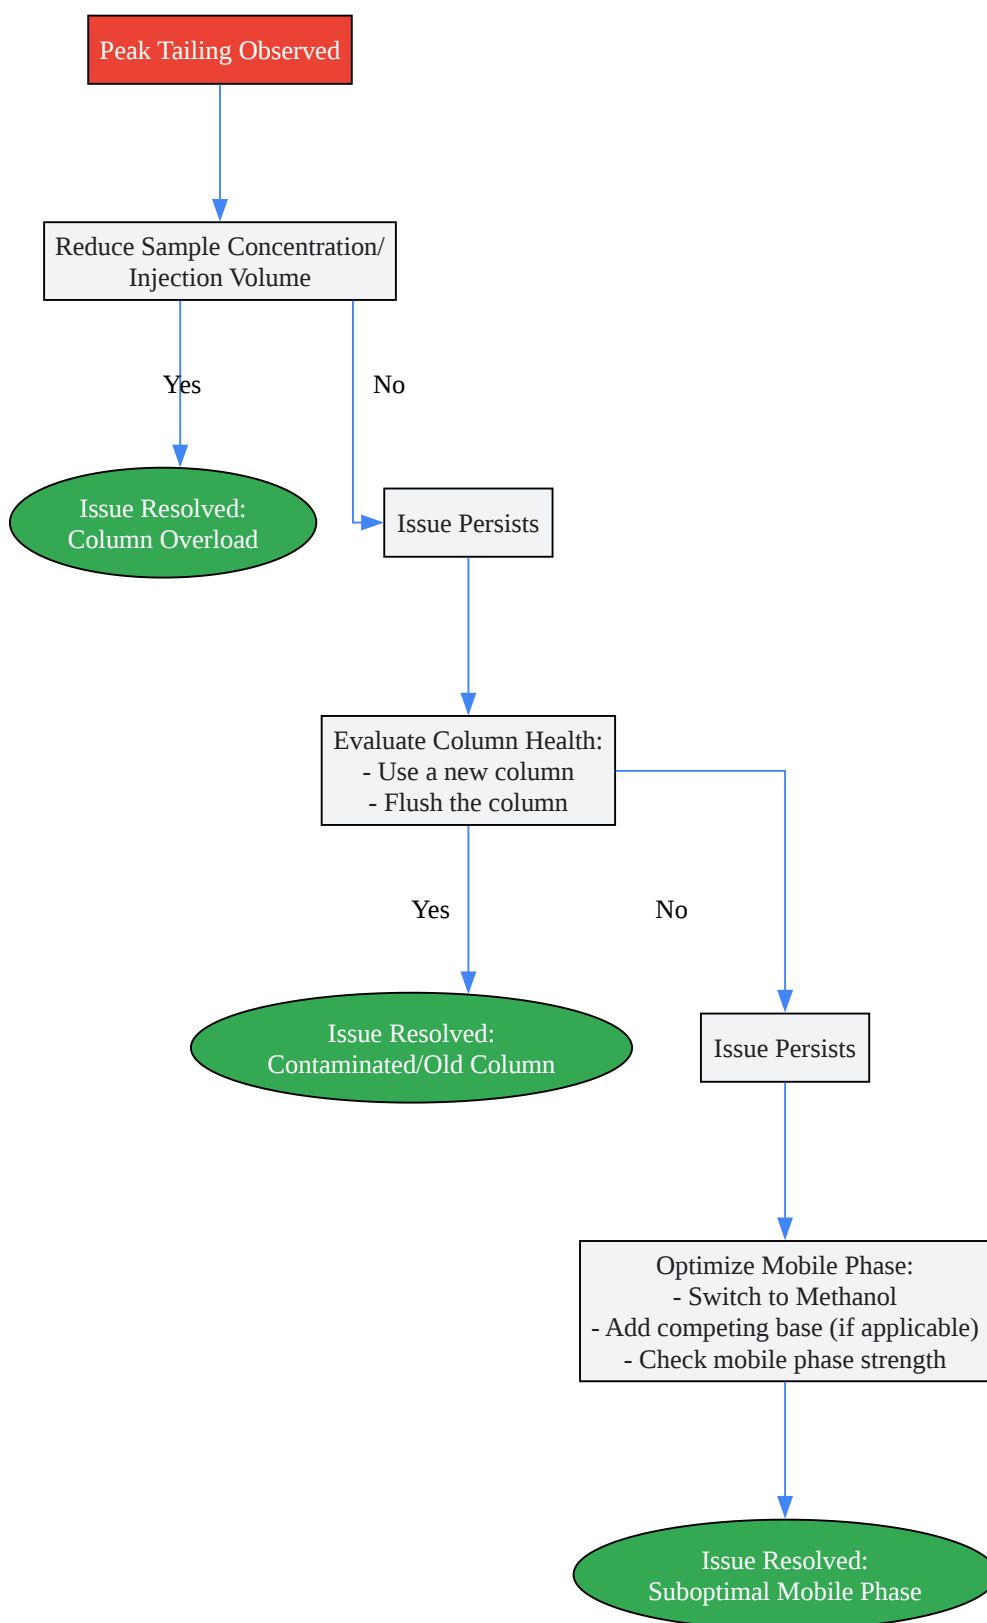 Peak Tailing Observed
Reduce Sample Concentration/
Injection Volume
Yes
No
Issue Resolved:
Column Overload
Issue Persists
Evaluate Column Health:
- Use a new column
- Flush the column
Yes
No
Issue Resolved:
Contaminated/Old Column
Issue Persists
Optimize Mobile Phase:
- Switch to Methanol
- Add competing base (if applicable)
- Check mobile phase strength
Issue Resolved:
Suboptimal Mobile Phase